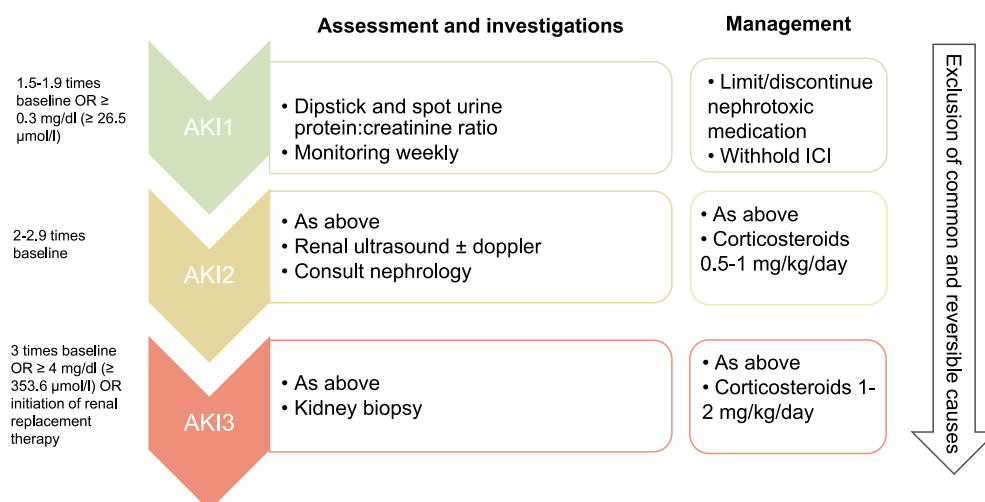 Assessment and investigations
Management
1.5-1.9 times
baseline OR ≥
0.3 mg/dl (≥ 26.5
µmol/l)
AKI1
• Dipstick and spot urine
protein:creatinine ratio
• Monitoring weekly
• Limit/discontinue
nephrotoxic
medication
• Withhold ICI
2-2.9 times
baseline
AKI2
• As above
• Renal ultrasound ± doppler
• Consult nephrology
• As above
• Corticosteroids
0.5-1 mg/kg/day
3 times baseline
OR ≥ 4 mg/dl (≥
353.6 µmol/l) OR
initiation of renal
replacement
therapy
AKI3
• As above
• Kidney biopsy
• As above
• Corticosteroids 1-
2 mg/kg/day
Exclusion of common and reversible causes